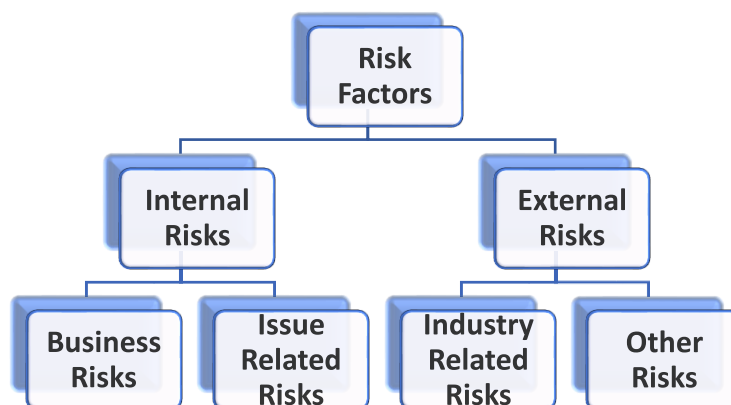 Risk
Factors
Internal
Risks
External
Risks
Business
Risks
Issue
Related
Risks
Industry
Related
Risks
Other
Risks